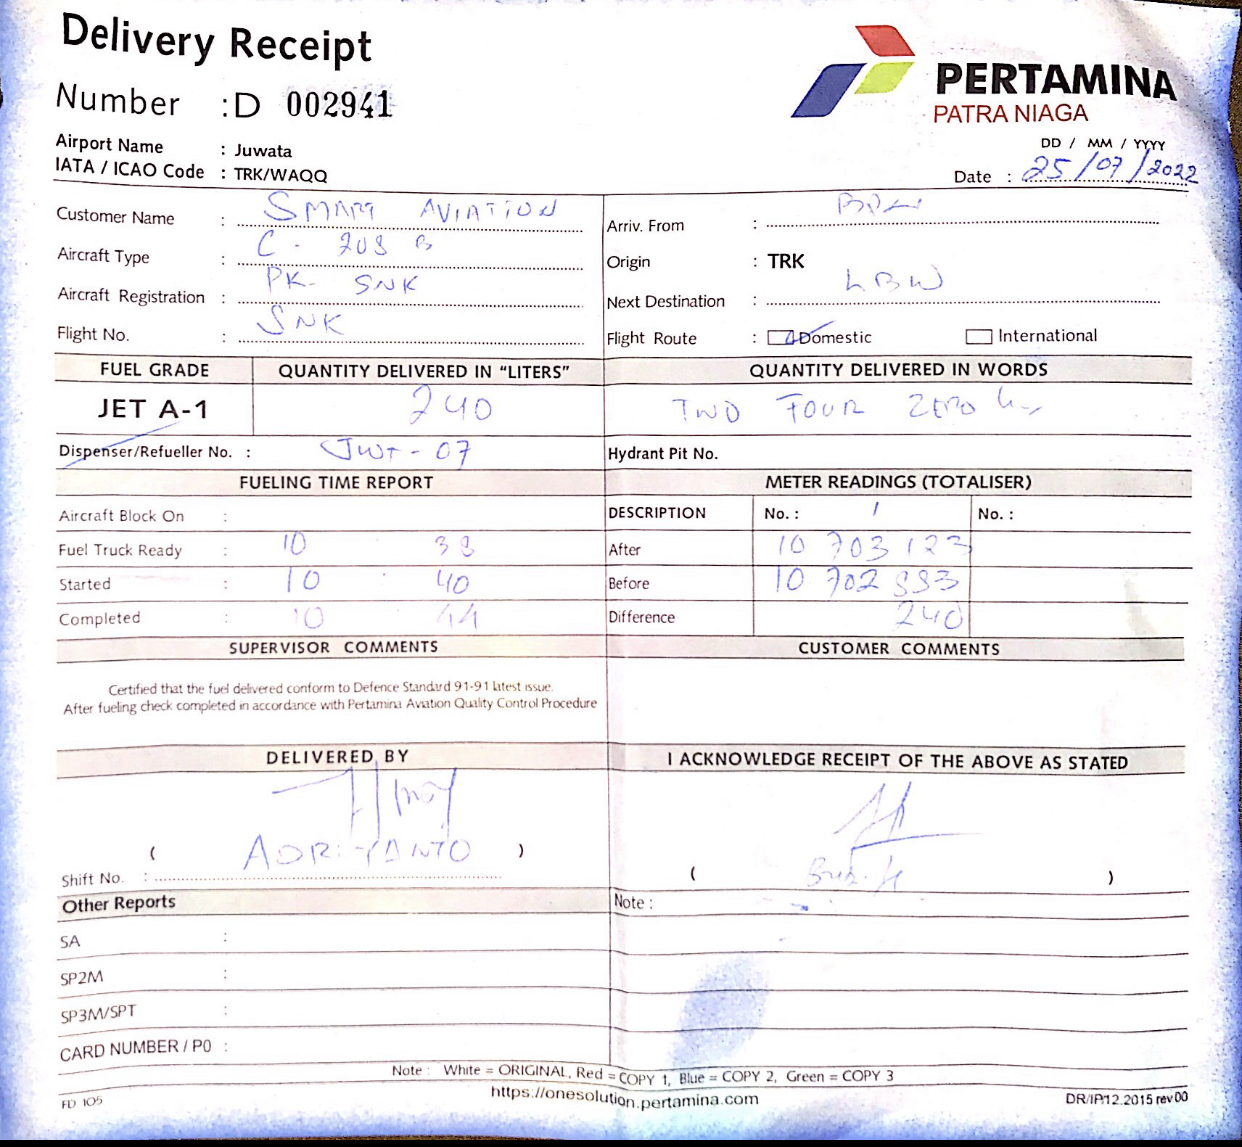 Delivery Receipt
PERTAMINA
PATRA NIAGA
Number : D 002941
Airport Name : Juwata
IATA / ICAO Code : TRK/WAQQ
DD / MM / YYYY
Date : 25/07/2022
Customer Name : SMART AVIATION
Arriv. From :
Aircraft Type : C - 208 B
Origin : TRK
Aircraft Registration : PK- SNK
Next Destination : LBW
Flight No. : SNK
Flight Route : Domestic International
FUEL GRADE QUANTITY DELIVERED IN "LITERS" QUANTITY DELIVERED IN WORDS
JET A-1 240 TWO FOUR ZERO
Dispenser/Refueller No. : JWT - 07 Hydrant Pit No.
FUELING TIME REPORT METER READINGS (TOTALISER)
Aircraft Block On : DESCRIPTION No. : 1 No. :
Fuel Truck Ready : 10 38 After 10 703 123
Started : 10 40 Before 10 702 883
Completed : 10 44 Difference 240
SUPERVISOR COMMENTS CUSTOMER COMMENTS
Certified that the fuel delivered conform to Defence Standard 91-91 latest issue.
After fueling check completed in accordance with Pertamina Aviation Quality Control Procedure
DELIVERED BY I ACKNOWLEDGE RECEIPT OF THE ABOVE AS STATED
( ADRIYANTO )
( )
Shift No. :
Other Reports Note :
SA :
SP2M :
SP3M/SPT :
CARD NUMBER / PO :
Note : White = ORIGINAL, Red = COPY 1, Blue = COPY 2, Green = COPY 3
https://onesolution.pertamina.com
FD 105 DR/IP/12.2015 rev00